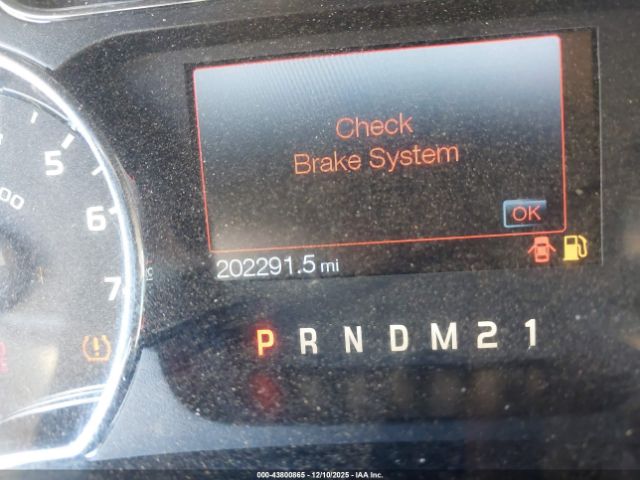 Check
Brake System
OK
5
6
7
202291.5 mi
P R N D M 2 1
000-43800865 • 12/10/2025 • IAA Inc.